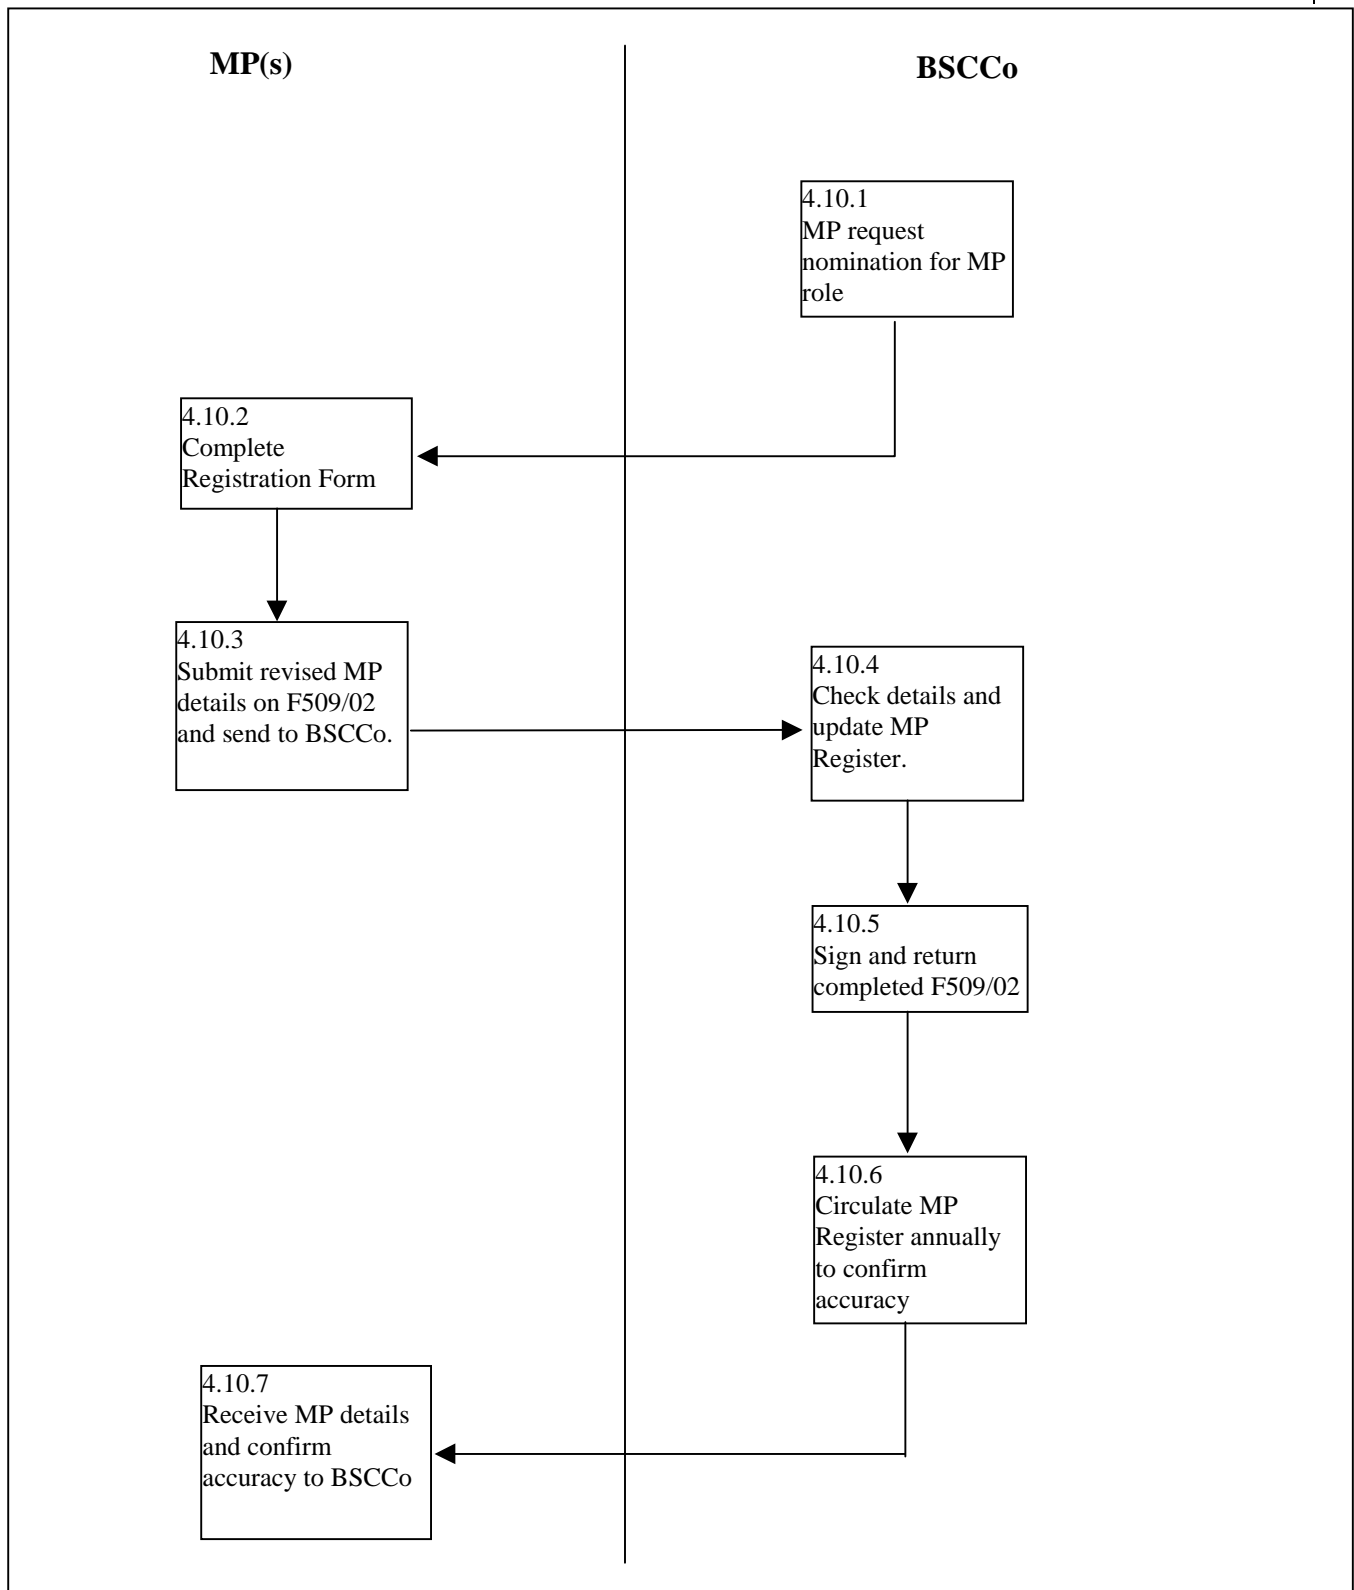 MP(s)
BSCCo
4.10.1
MP request
nomination for MP
role
4.10.2
Complete
Registration Form
4.10.3
Submit revised MP
details on F509/02
and send to BSCCo.
4.10.4
Check details and
update MP
Register.
4.10.5
Sign and return
completed F509/02
4.10.6
Circulate MP
Register annually
to confirm
accuracy
4.10.7
Receive MP details
and confirm
accuracy to BSCCo